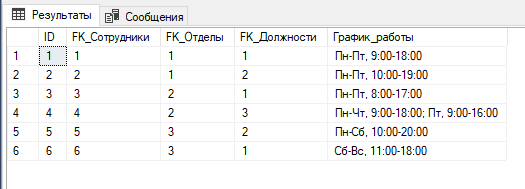 Результаты Сообщения
ID FK_Сотрудники FK_Отделы FK_Должности График_работы
1 1 1 1 1 Пн-Пт, 9:00-18:00
2 2 2 1 2 Пн-Пт, 10:00-19:00
3 3 3 2 1 Пн-Пт, 8:00-17:00
4 4 4 2 3 Пн-Чт, 9:00-18:00; Пт, 9:00-16:00
5 5 5 3 2 Пн-Сб, 10:00-20:00
6 6 6 3 1 Сб-Вс, 11:00-18:00